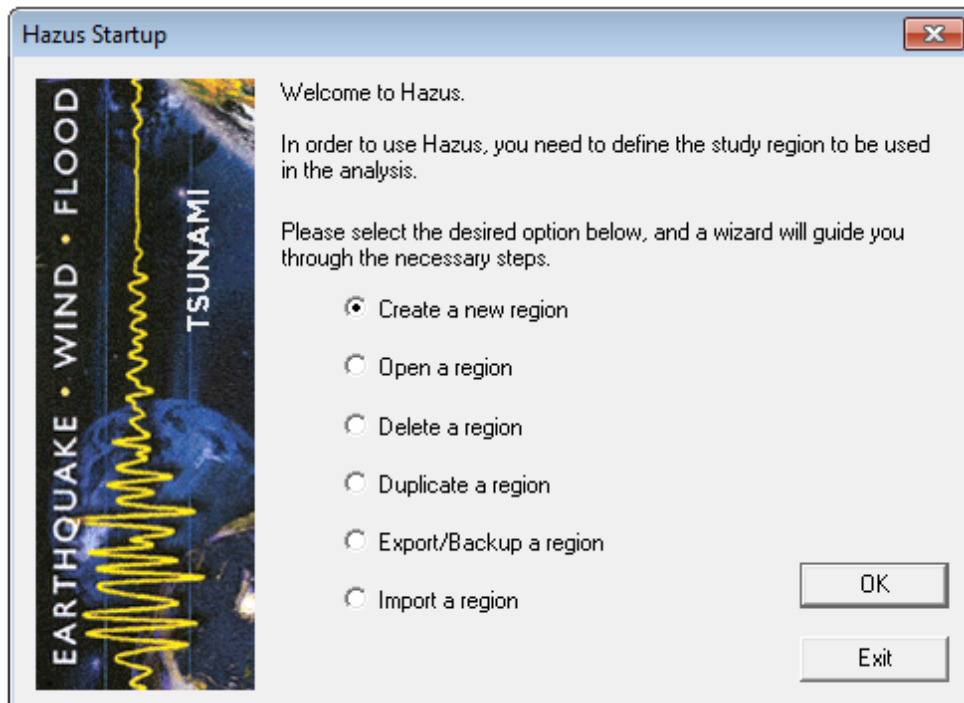 Hazus Startup
EARTHQUAKE • WIND • FLOOD
TSUNAMI
Welcome to Hazus.
In order to use Hazus, you need to define the study region to be used
in the analysis.
Please select the desired option below, and a wizard will guide you
through the necessary steps.
Create a new region
Open a region
Delete a region
Duplicate a region
Export/Backup a region
Import a region
OK
Exit